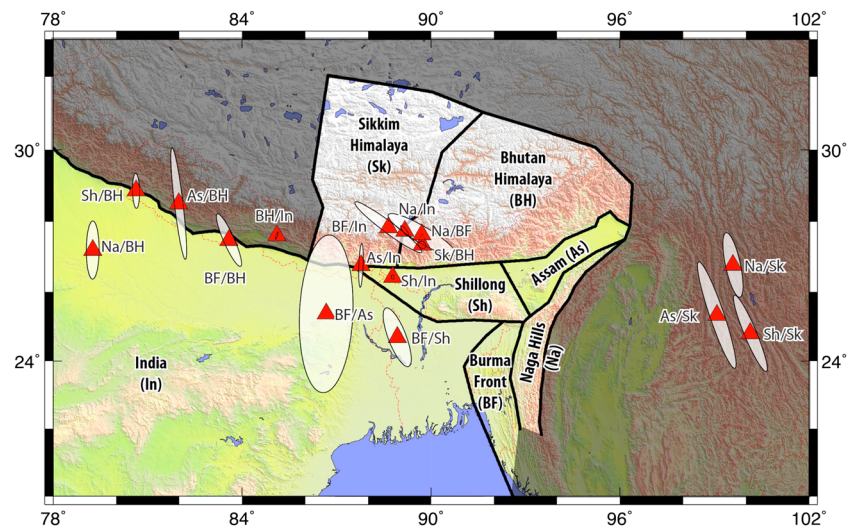 78° 84° 90° 96° 102°
30° 30°
24° 24°
Sikkim
Himalaya
(Sk)
Bhutan
Himalaya
(BH)
Sh/BH
As/BH
BH/In
Na/In
BF/In
Na/BF
Na/BH
BF/BH
As/In
Sk/BH
Sh/In
Assam (As)
Na/Sk
Shillong
(Sh)
BF/As
As/Sk
BF/Sh
Sh/Sk
India
(In)
Burma
Front
(BF)
Naga Hills
(Na)
78° 84° 90° 96° 102°